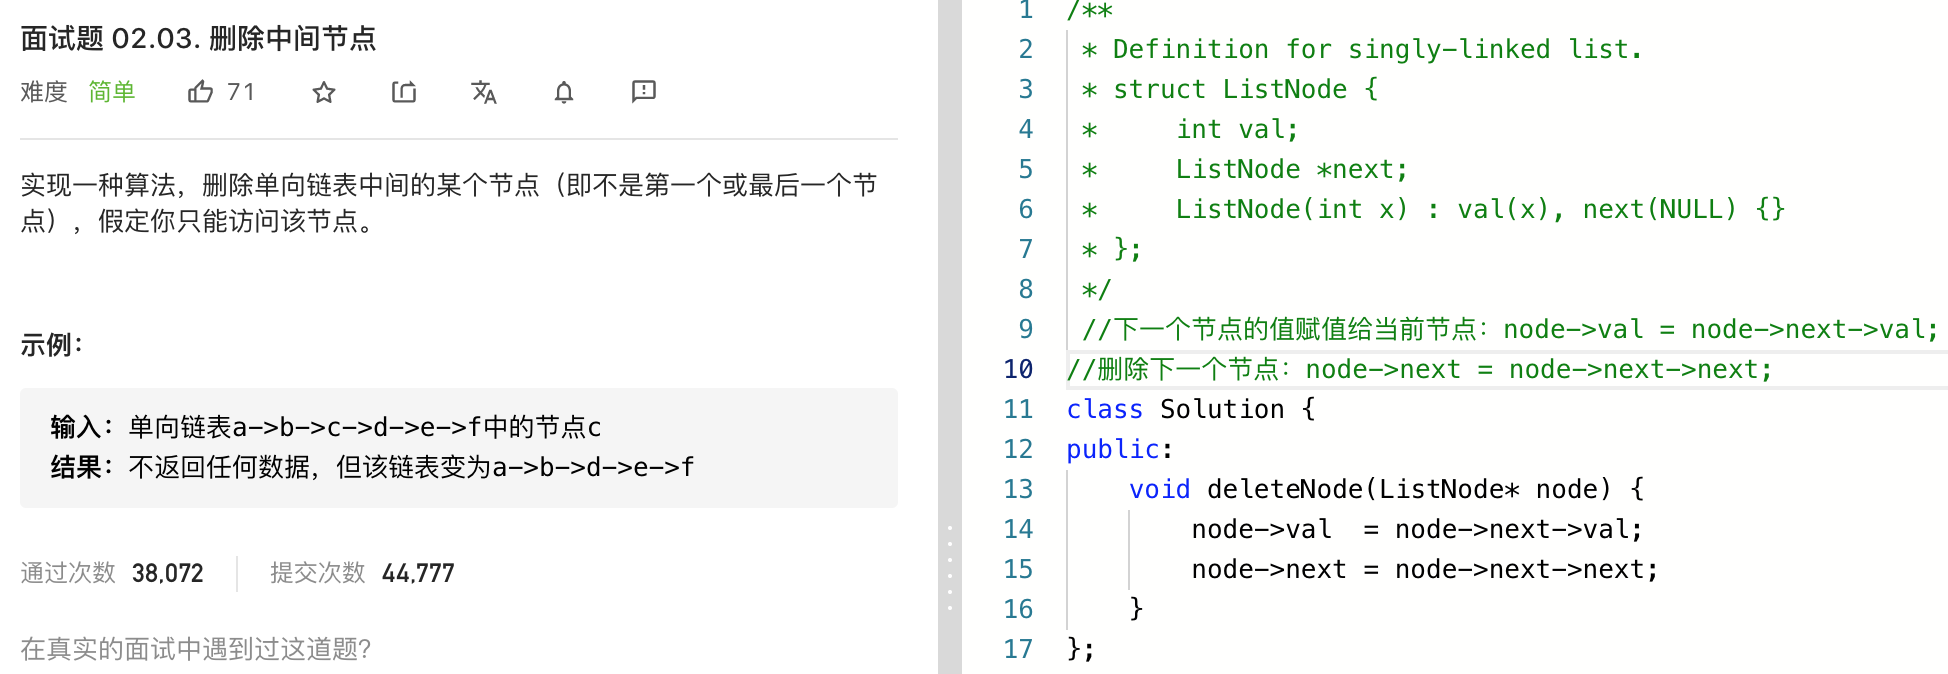 面试题 02.03. 删除中间节点
难度 简单 71
实现一种算法，删除单向链表中间的某个节点（即不是第一个或最后一个节
点），假定你只能访问该节点。
示例：
输入：单向链表a->b->c->d->e->f中的节点c
结果：不返回任何数据，但该链表变为a->b->d->e->f
通过次数 38,072 提交次数 44,777
在真实的面试中遇到过这道题?
1 /**
2  * Definition for singly-linked list.
3  * struct ListNode {
4  *     int val;
5  *     ListNode *next;
6  *     ListNode(int x) : val(x), next(NULL) {}
7  * };
8  */
9  //下一个节点的值赋值给当前节点：node->val = node->next->val;
10 //删除下一个节点：node->next = node->next->next;
11 class Solution {
12 public:
13     void deleteNode(ListNode* node) {
14         node->val  = node->next->val;
15         node->next = node->next->next;
16     }
17 };